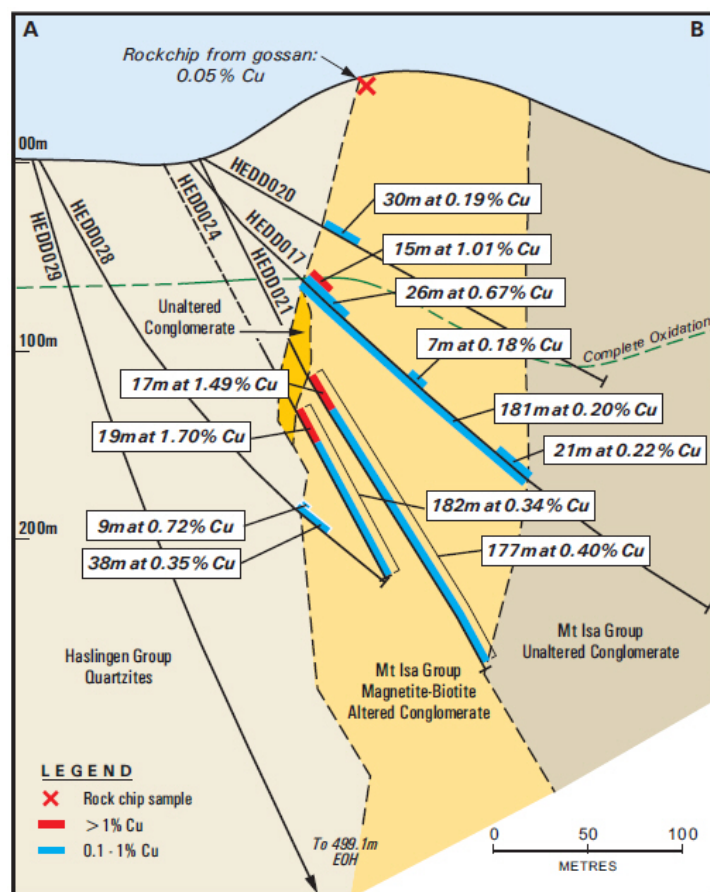 A
B
Rockchip from gossan:
0.05% Cu
00m
HEDD020
HEDD017
HEDD024
HEDD021
HEDD028
HEDD029
30m at 0.19% Cu
15m at 1.01% Cu
26m at 0.67% Cu
Unaltered
Conglomerate
7m at 0.18% Cu
Complete Oxidation
100m
17m at 1.49% Cu
181m at 0.20% Cu
19m at 1.70% Cu
21m at 0.22% Cu
182m at 0.34% Cu
200m
9m at 0.72% Cu
177m at 0.40% Cu
38m at 0.35% Cu
Haslingen Group
Quartzites
Mt Isa Group
Magnetite-Biotite
Altered Conglomerate
Mt Isa Group
Unaltered Conglomerate
LEGEND
Rock chip sample
>1% Cu
0.1 - 1% Cu
To 499.1m
EOH
0 50 100
METRES